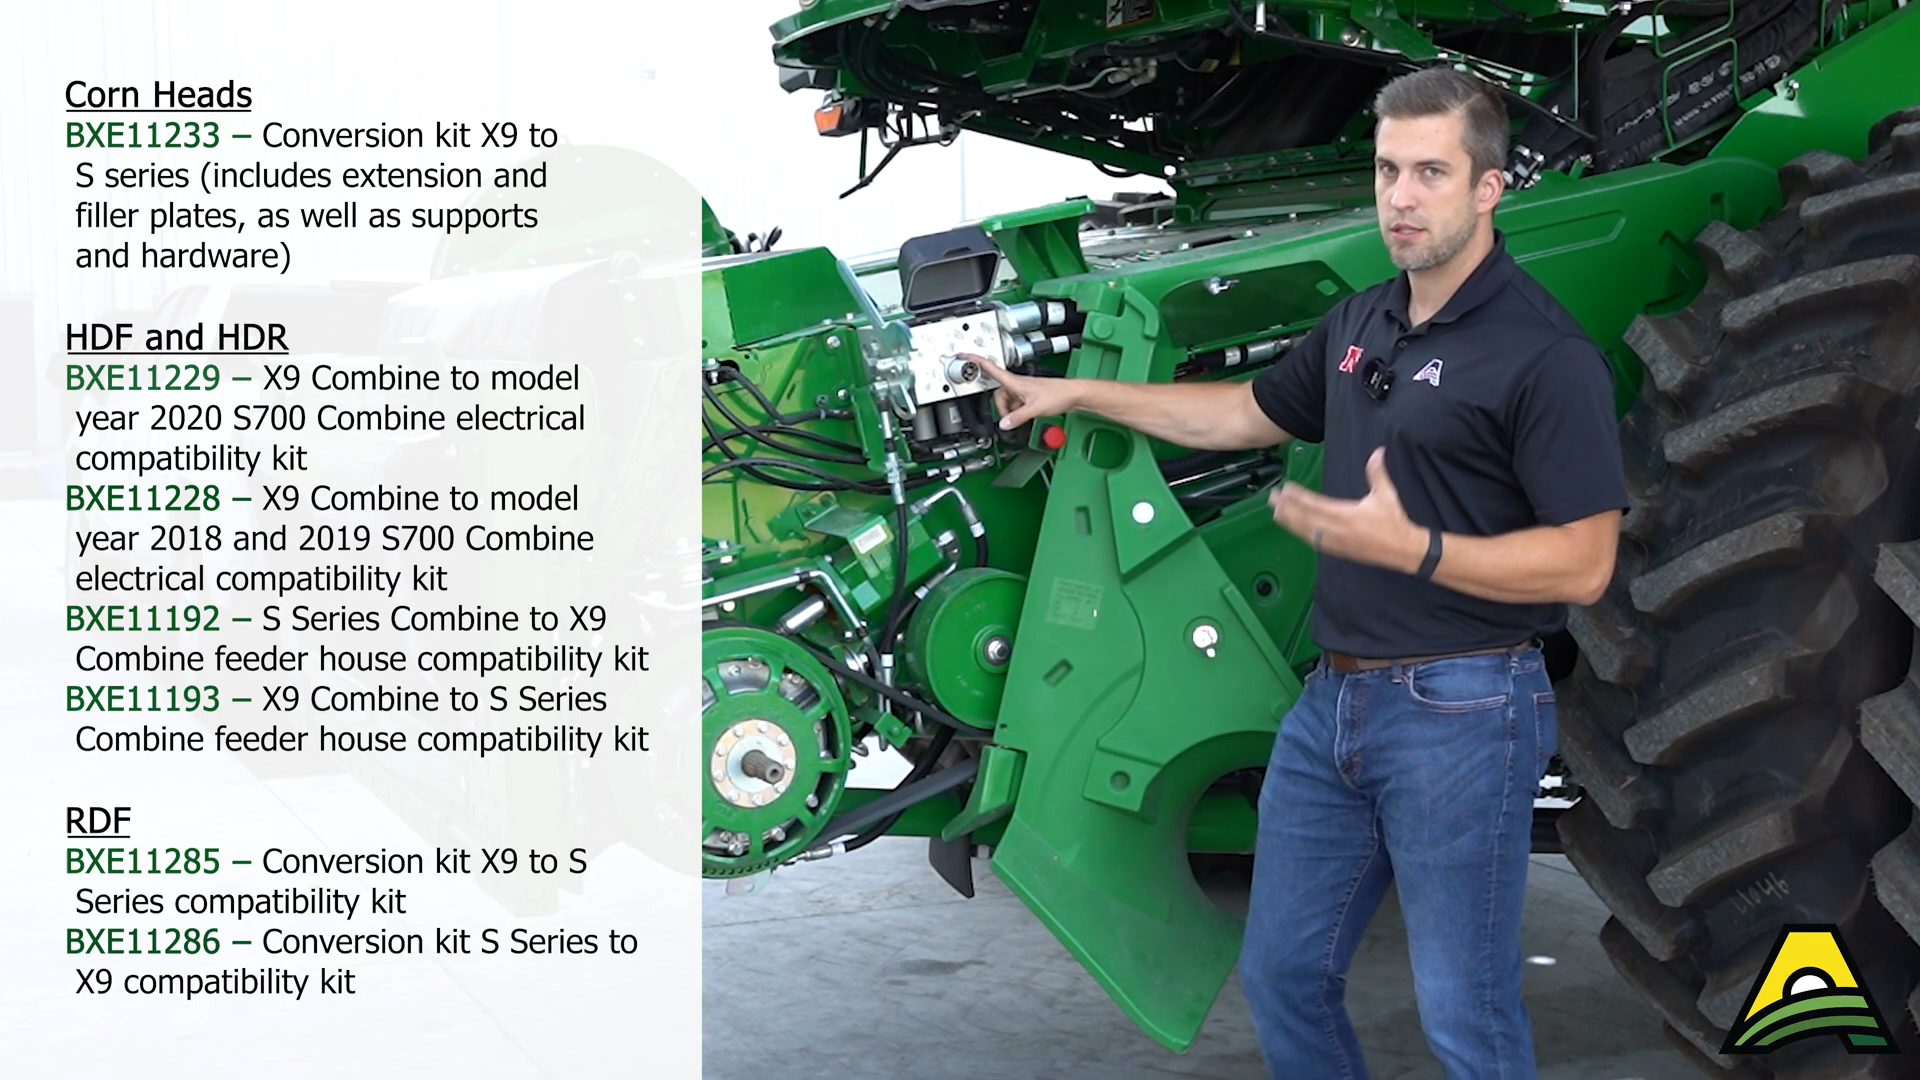 Corn Heads
BXE11233 – Conversion kit X9 to
S series (includes extension and
filler plates, as well as supports
and hardware)
HDF and HDR
BXE11229 – X9 Combine to model
year 2020 S700 Combine electrical
compatibility kit
BXE11228 – X9 Combine to model
year 2018 and 2019 S700 Combine
electrical compatibility kit
BXE11192 – S Series Combine to X9
Combine feeder house compatibility kit
BXE11193 – X9 Combine to S Series
Combine feeder house compatibility kit
RDF
BXE11285 – Conversion kit X9 to S
Series compatibility kit
BXE11286 – Conversion kit S Series to
X9 compatibility kit